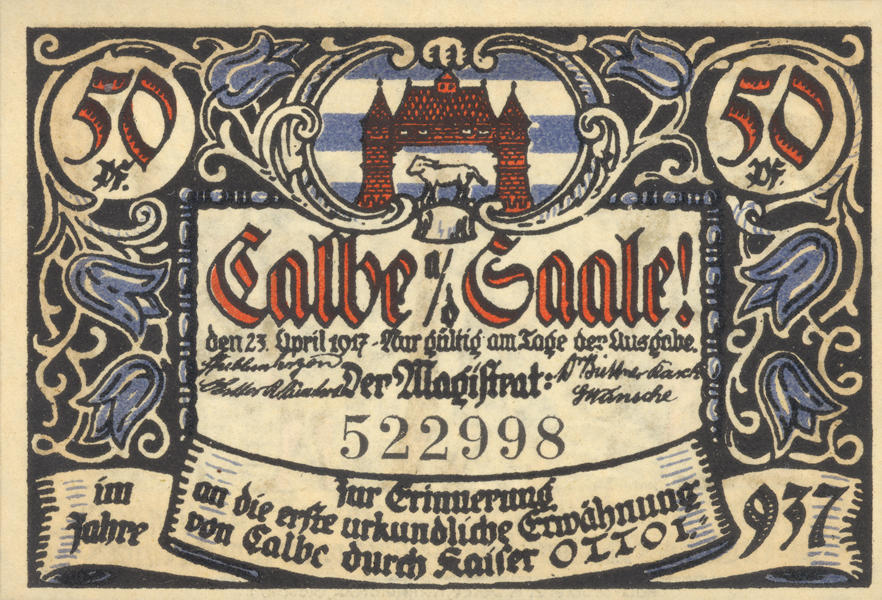 50 Pf.
50 Pf.
Calbe a/d Saale!
den 23. April 1917 - Nur gültig am Tage der Ausgabe.
Der Magistrat:
522998
im Jahre
zur Erinnerung
an die erste urkundliche Erwähnung
von Calbe durch Kaiser OTTO I.
937